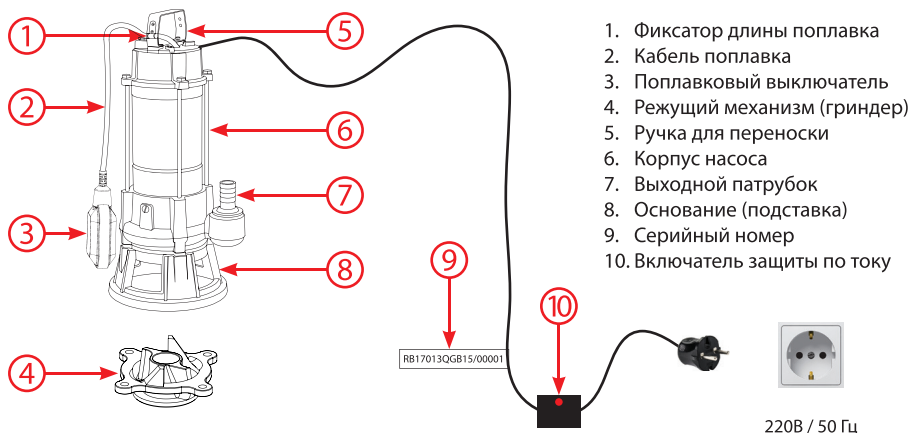 1. Фиксатор длины поплавка
2. Кабель поплавка
3. Поплавковый выключатель
4. Режущий механизм (гриндер)
5. Ручка для переноски
6. Корпус насоса
7. Выходной патрубок
8. Основание (подставка)
9. Серийный номер
10. Включатель защиты по току
1
5
2
6
7
3
8
9
10
RB17013QGB15/00001
4
220В / 50 Гц